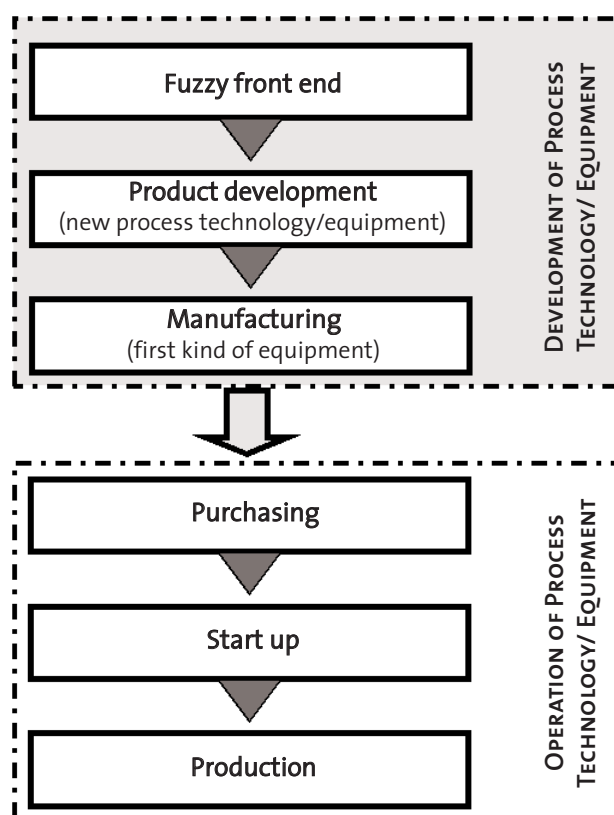 Fuzzy front end
Product development
(new process technology/equipment)
Manufacturing
(first kind of equipment)
DEVELOPMENT OF PROCESS
TECHNOLOGY/ EQUIPMENT
Purchasing
Start up
Production
OPERATION OF PROCESS
TECHNOLOGY/ EQUIPMENT